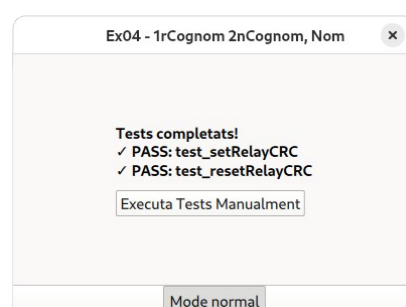 Ex04 - 1rCognom 2nCognom, Nom
Tests completats!
✓ PASS: test_setRelayCRC
✓ PASS: test_resetRelayCRC
Executa Tests Manualment
Mode normal